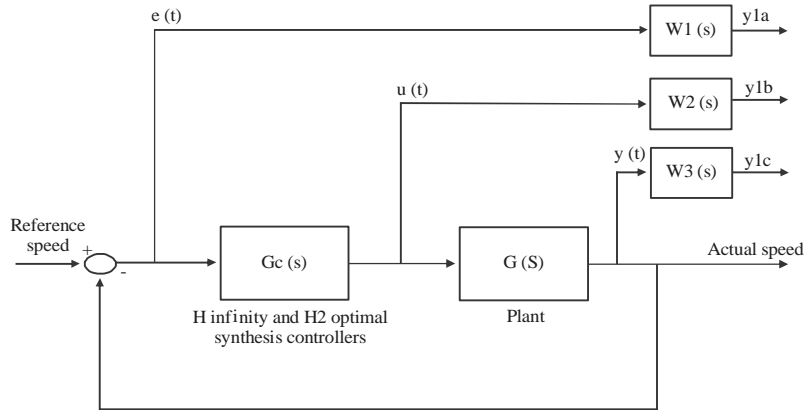 e (t)
W1 (s)
y1a
u (t)
W2 (s)
y1b
y (t)
W3 (s)
y1c
Reference
speed
+
-
Gc (s)
G (S)
Actual speed
H infinity and H2 optimal
synthesis controllers
Plant